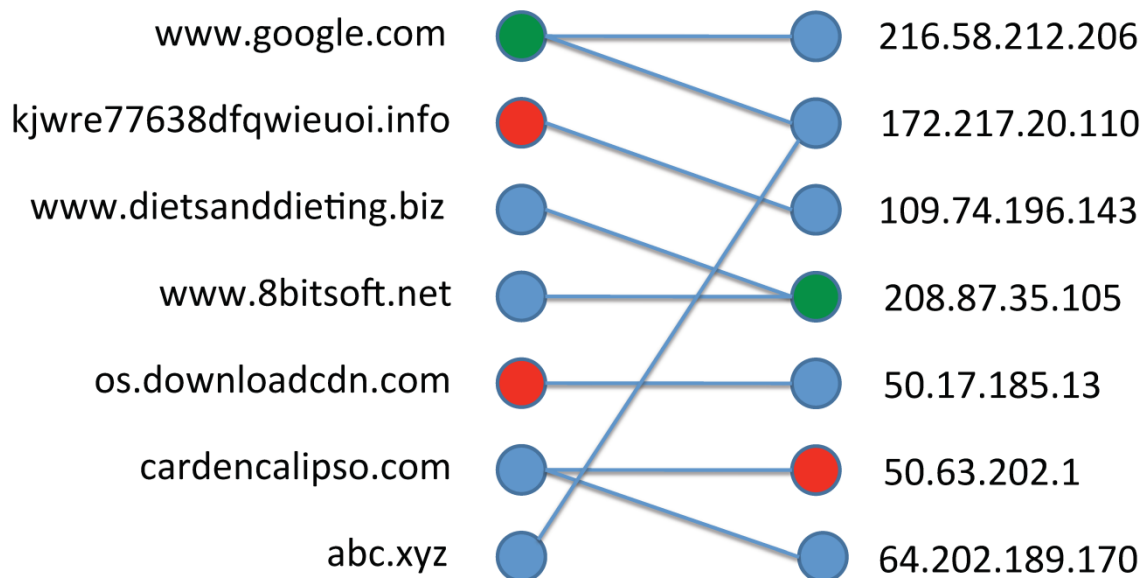 www.google.com 216.58.212.206
kjwre77638dfqwieuoi.info 172.217.20.110
www.dietsanddieting.biz 109.74.196.143
www.8bitsoft.net 208.87.35.105
os.downloadcdn.com 50.17.185.13
cardencalipso.com 50.63.202.1
abc.xyz 64.202.189.170